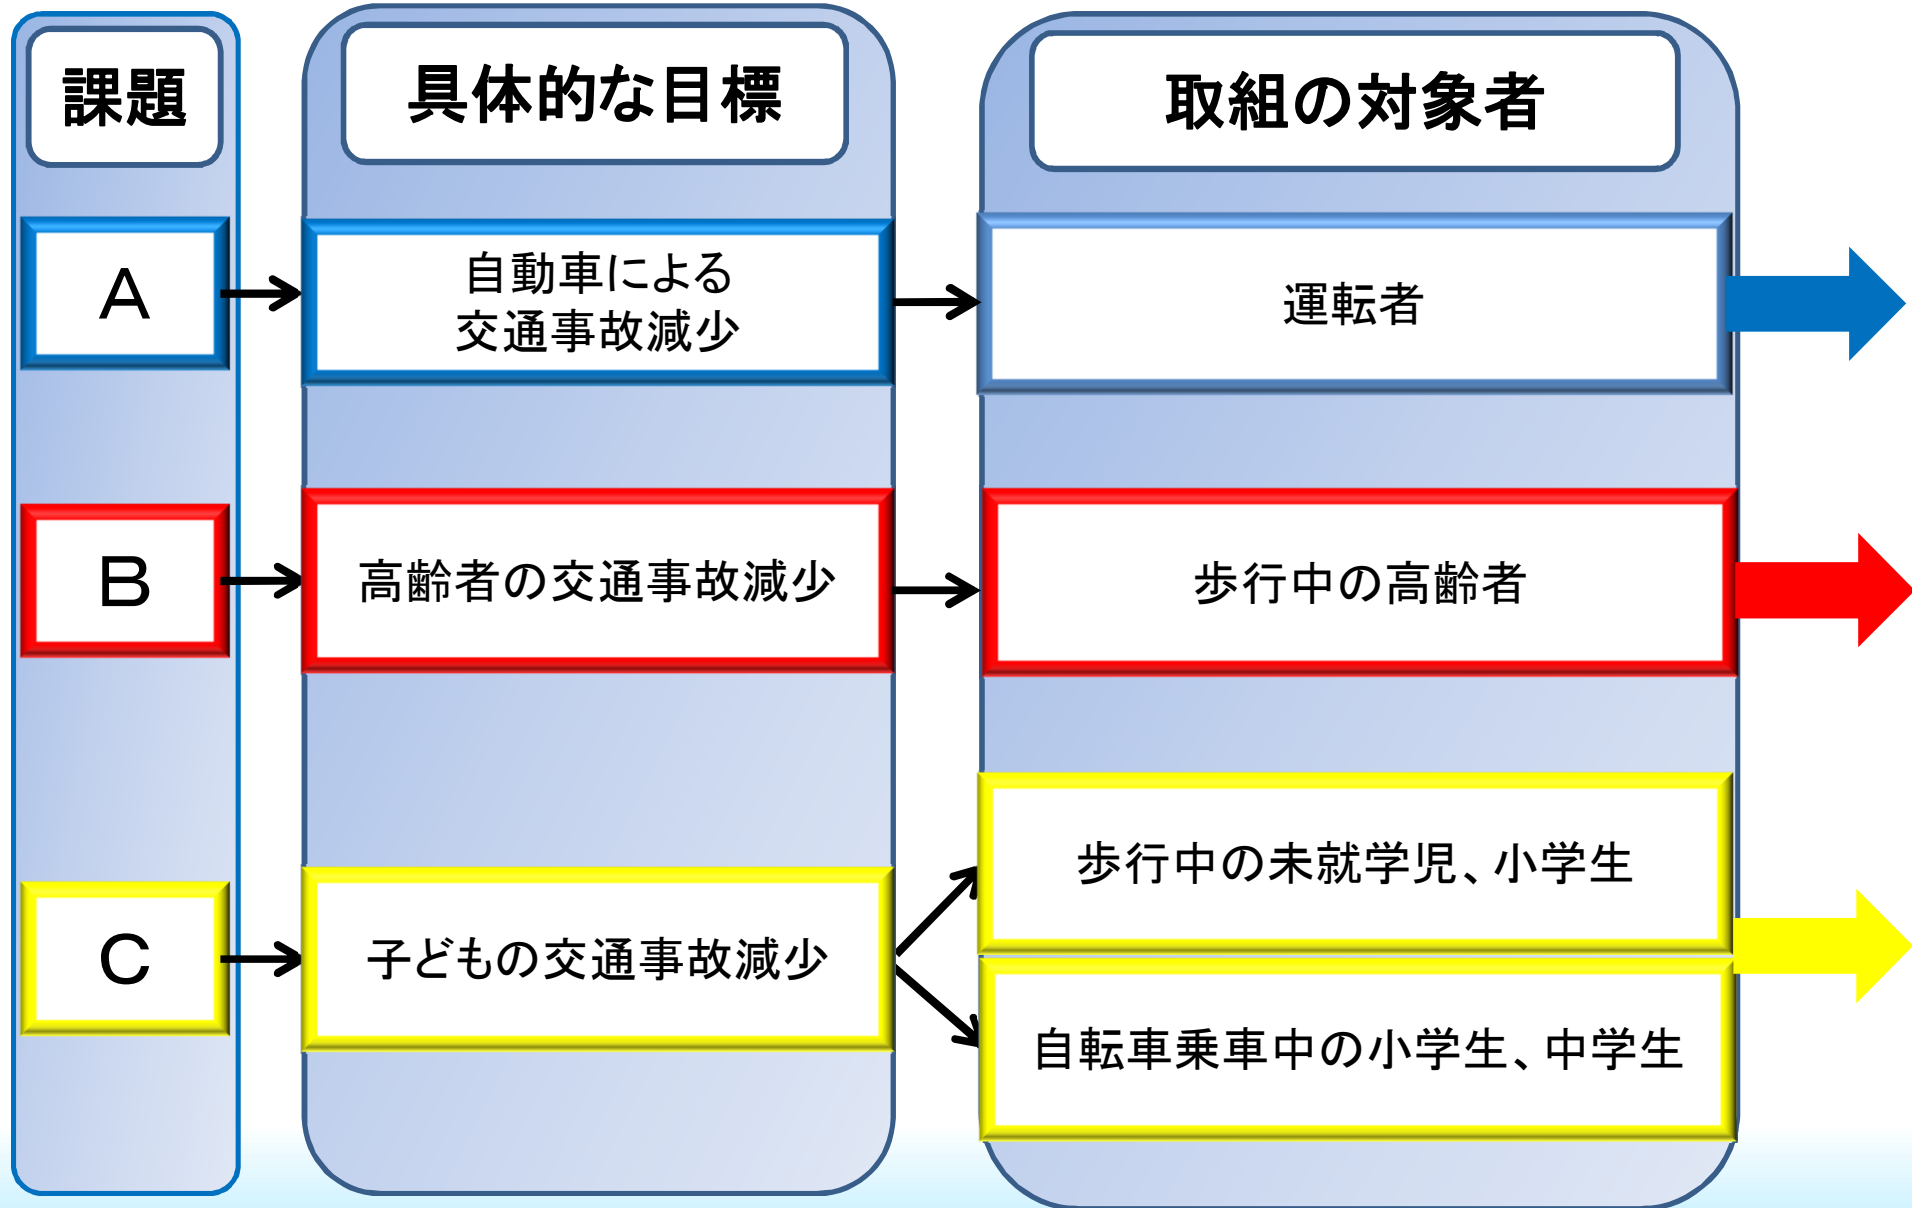 課題
具体的な目標
取組の対象者
A
自動車による
交通事故減少
運転者
B
高齢者の交通事故減少
歩行中の高齢者
C
子どもの交通事故減少
歩行中の未就学児、小学生
自転車乗車中の小学生、中学生